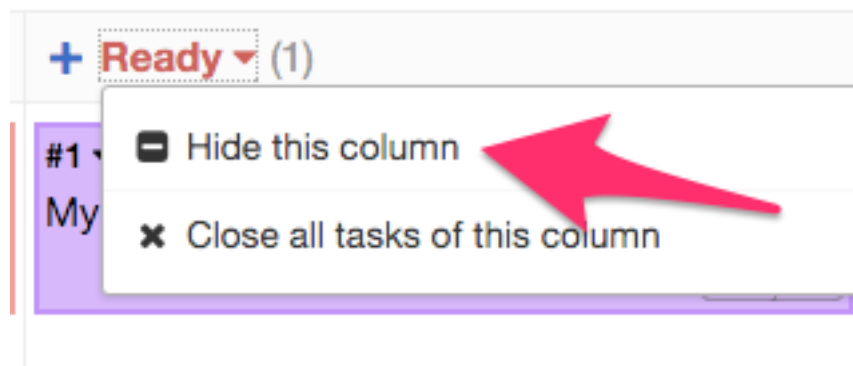 + Ready (1)
#1
Hide this column
My
Close all tasks of this column